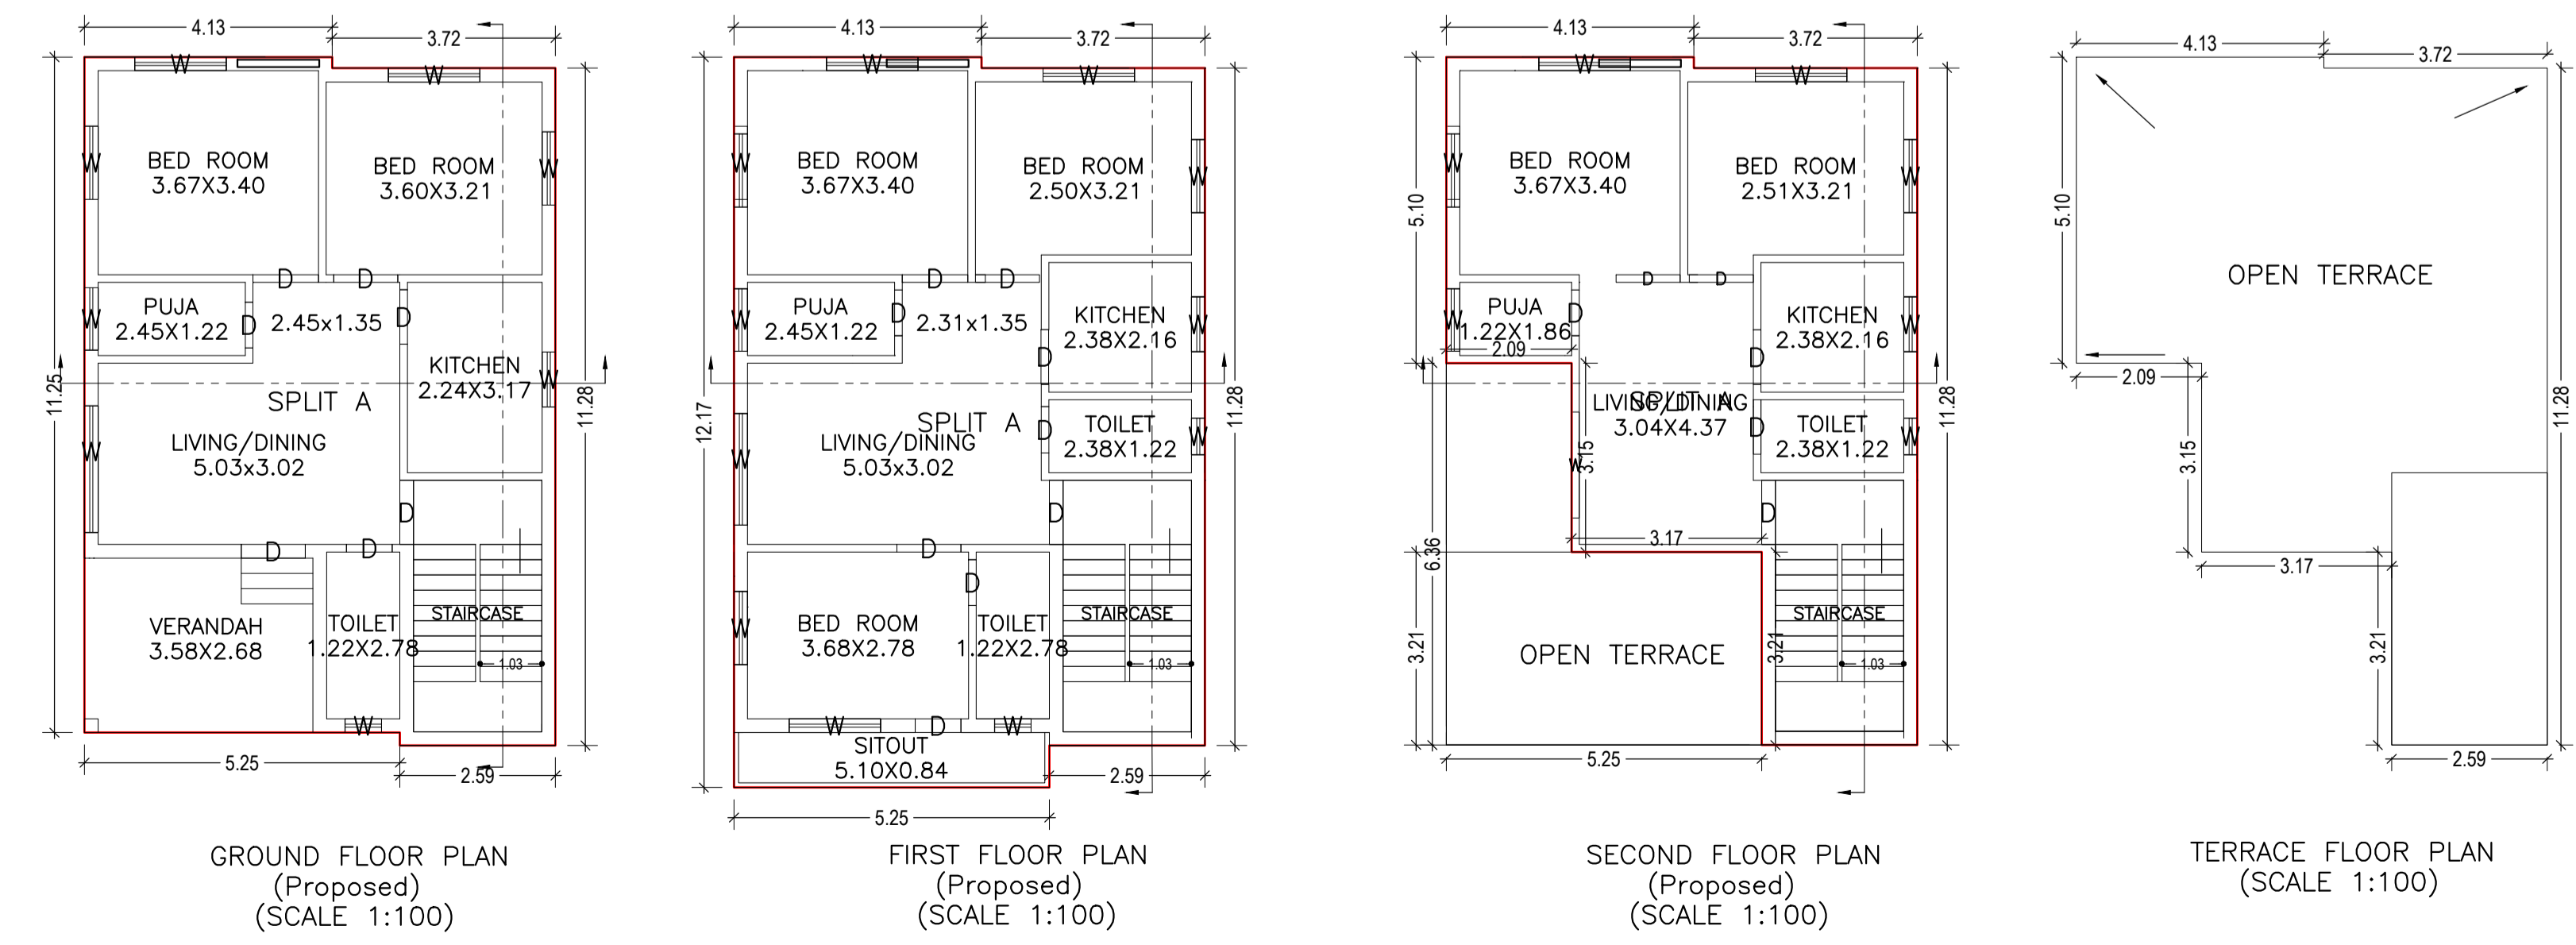 4.13
3.72
W
W
W
BED ROOM
3.67X3.40
BED ROOM
3.60X3.21
W
D
D
W
PUJA
2.45X1.22
D
2.45x1.35
D
KITCHEN
2.24X3.17
W
11.25
SPLIT A
11.28
W
LIVING/DINING
5.03x3.02
D
D
D
VERANDAH
3.58X2.68
TOILET
1.22X2.78
STAIRCASE
1.03
W
5.25
2.59
GROUND FLOOR PLAN
(Proposed)
(SCALE 1:100)
4.13
3.72
W
W
W
BED ROOM
3.67X3.40
BED ROOM
2.50X3.21
W
D
D
W
PUJA
2.45X1.22
D
2.31x1.35
KITCHEN
2.38X2.16
W
D
12.17
SPLIT A
11.28
W
LIVING/DINING
5.03x3.02
D
TOILET
2.38X1.22
W
D
D
D
W
BED ROOM
3.68X2.78
TOILET
1.22X2.78
STAIRCASE
1.03
W
D
W
SITOUT
5.10X0.84
2.59
5.25
FIRST FLOOR PLAN
(Proposed)
(SCALE 1:100)
4.13
3.72
W
W
5.10
W
BED ROOM
3.67X3.40
BED ROOM
2.51X3.21
W
D
D
W
PUJA
1.22X1.86
D
2.09
KITCHEN
2.38X2.16
W
D
SPLIT A
LIVING/DINING
3.04X4.37
D
TOILET
2.38X1.22
W
11.28
W
3.15
D
3.17
6.36
3.21
OPEN TERRACE
3.21
STAIRCASE
1.03
5.25
SECOND FLOOR PLAN
(Proposed)
(SCALE 1:100)
4.13
3.72
5.10
OPEN TERRACE
2.09
11.28
3.15
3.17
3.21
2.59
TERRACE FLOOR PLAN
(SCALE 1:100)